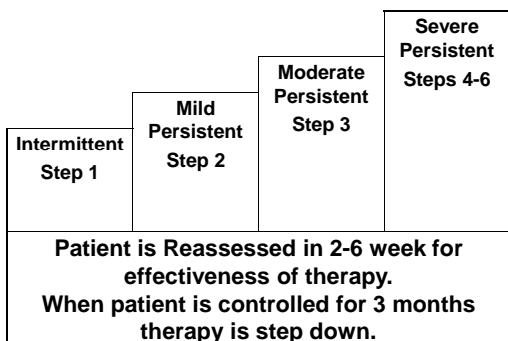 Intermittent
Step 1
Mild
Persistent
Step 2
Moderate
Persistent
Step 3
Severe
Persistent
Steps 4-6
Patient is Reassessed in 2-6 week for
effectiveness of therapy.
When patient is controlled for 3 months
therapy is step down.